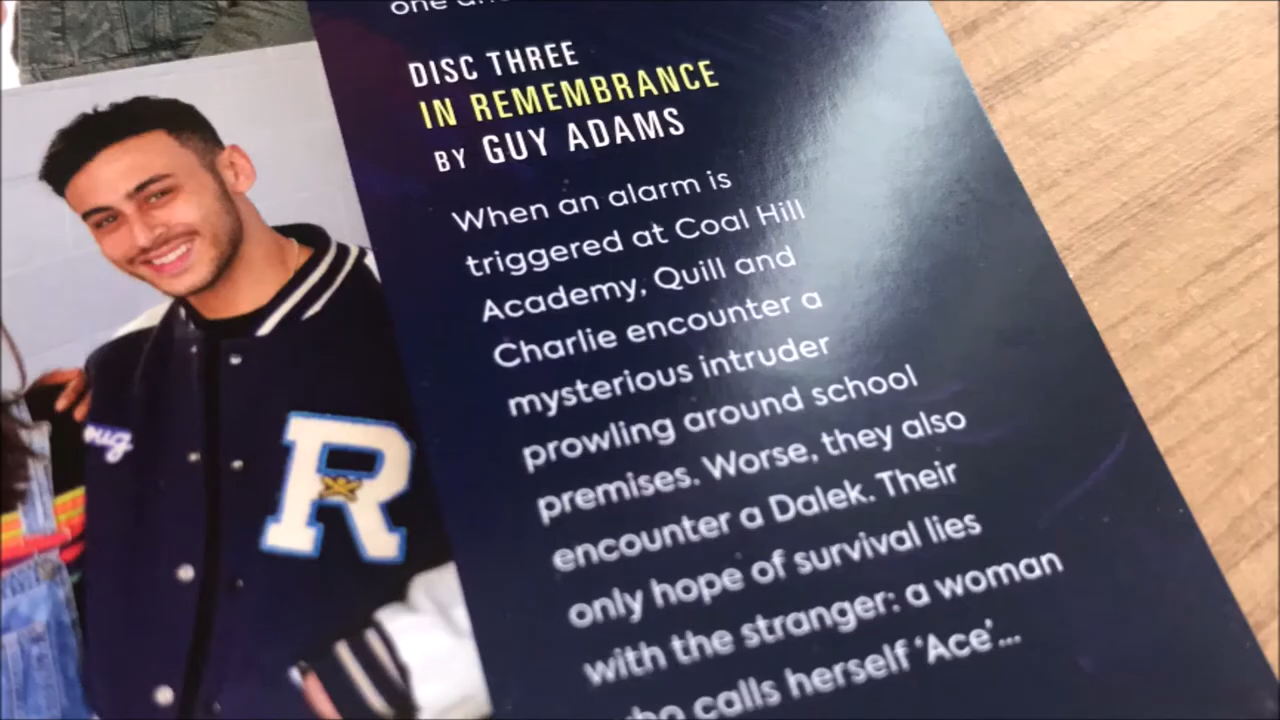 one
DISC THREE
IN REMEMBRANCE
BY GUY ADAMS
When an alarm is
triggered at Coal Hill
Academy, Quill and
Charlie encounter a
mysterious intruder
prowling around school
premises. Worse, they also
encounter a Dalek. Their
only hope of survival lies
with the stranger: a woman
who calls herself ‘Ace’...
R